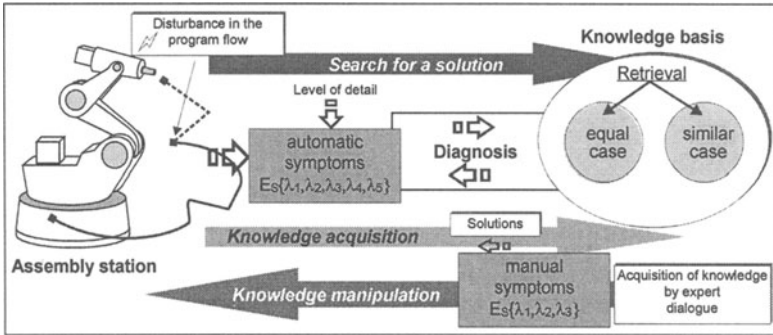 Disturbance in the
program flow
Knowledge basis
Search for a solution
Retrieval
Level of detail
equal
case
similar
case
automatic
symptoms
E_S{λ1,λ2,λ3,λ4,λ5}
Diagnosis
Solutions
Knowledge acquisition
Assembly station
manual
symptoms
E_S{λ1,λ2,λ3}
Acquisition of knowledge
by expert
dialogue
Knowledge manipulation